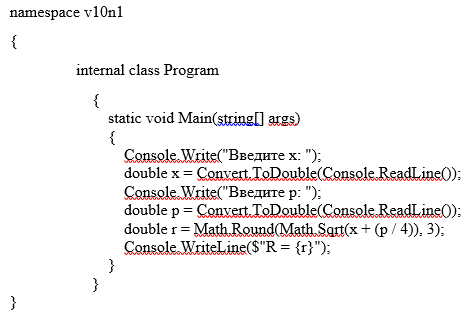 namespace v10n1
{
internal class Program
{
static void Main(string[] args)
{
Console.Write("Введите x: ");
double x = Convert.ToDouble(Console.ReadLine());
Console.Write("Введите p: ");
double p = Convert.ToDouble(Console.ReadLine());
double r = Math.Round(Math.Sqrt(x + (p / 4)), 3);
Console.WriteLine($"R = {r}");
}
}
}